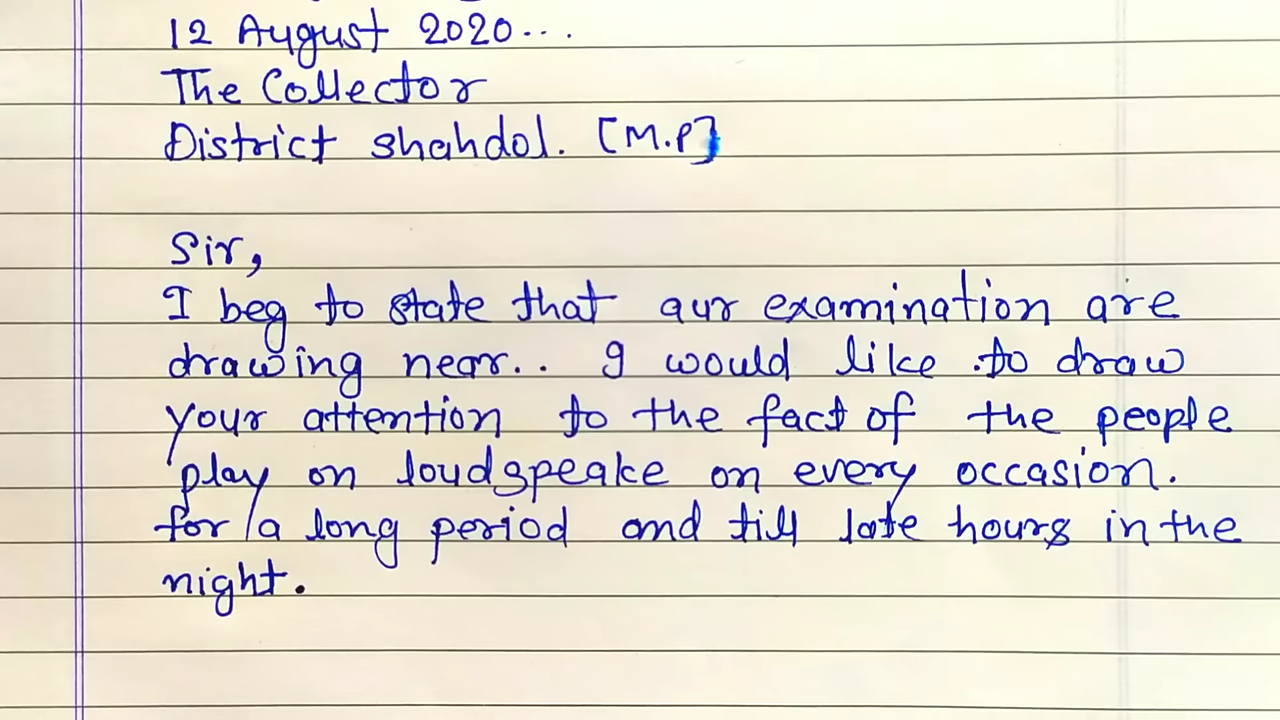 12 August 2020...
The Collector
District shahdol. [M.P]
Sir,
I beg to state that our examination are
drawing near.. I would like to draw
your attention to the fact of the people
play on loudspeake on every occasion.
for a long period and till late hours in the
night.